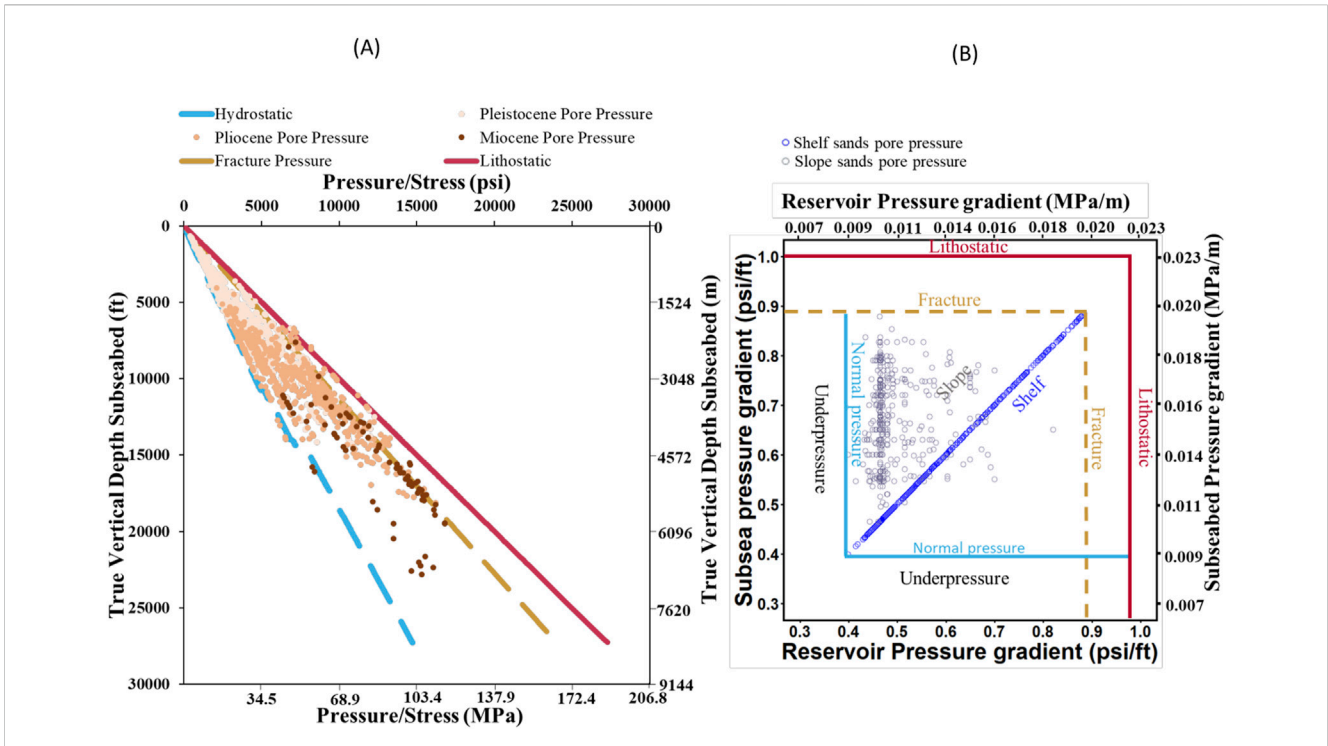 (A)
Hydrostatic
Pleistocene Pore Pressure
Pliocene Pore Pressure
Miocene Pore Pressure
Fracture Pressure
Lithostatic
Pressure/Stress (psi)
0 5000 10000 15000 20000 25000 30000
True Vertical Depth Subseabed (ft)
0
5000
10000
15000
20000
25000
30000
True Vertical Depth Subseabed (m)
0
1524
3048
4572
6096
7620
9144
34.5 68.9 103.4 137.9 172.4 206.8
Pressure/Stress (MPa)
(B)
Shelf sands pore pressure
Slope sands pore pressure
Reservoir Pressure gradient (MPa/m)
0.007 0.009 0.011 0.014 0.016 0.018 0.020 0.023
Subsea pressure gradient (psi/ft)
1.0
0.9
0.8
0.7
0.6
0.5
0.4
0.3
Lithostatic
Fracture
Normal pressure
Underpressure
Slope
Shelf
Fracture
Lithostatic
Normal pressure
Underpressure
Subseabed Pressure gradient (MPa/m)
0.023
0.020
0.018
0.016
0.014
0.011
0.009
0.007
0.3 0.4 0.5 0.6 0.7 0.8 0.9 1.0
Reservoir Pressure gradient (psi/ft)